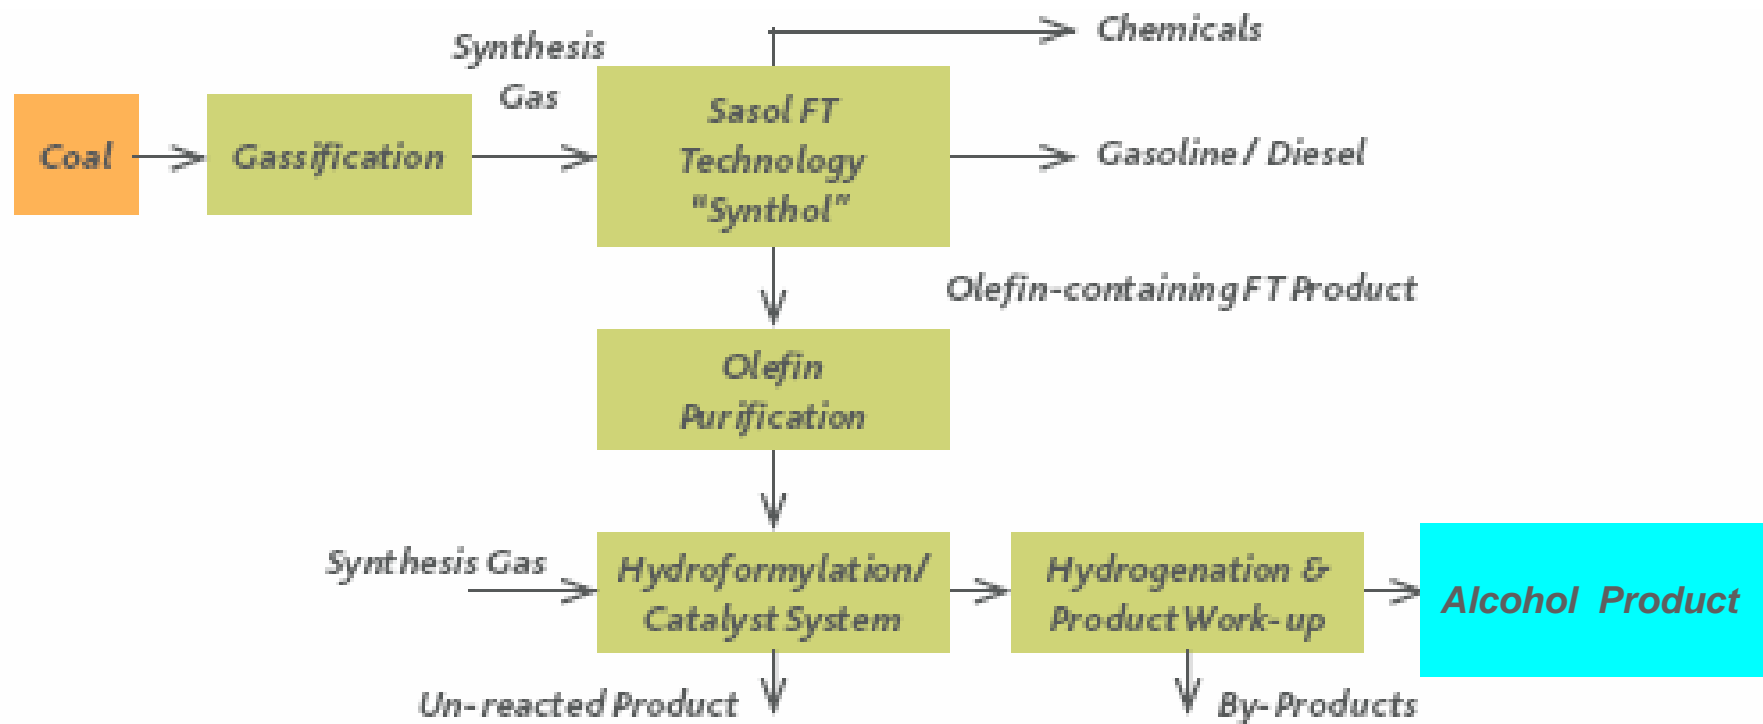 Synthesis
Gas
Chemicals
Coal
Gassification
Sasol FT
Technology
"Synthol"
Gasoline / Diesel
Olefin-containing FT Product
Olefin
Purification
Synthesis Gas
Hydroformylation/
Catalyst System
Hydrogenation &
Product Work-up
Alcohol Product
Un-reacted Product
By-Products